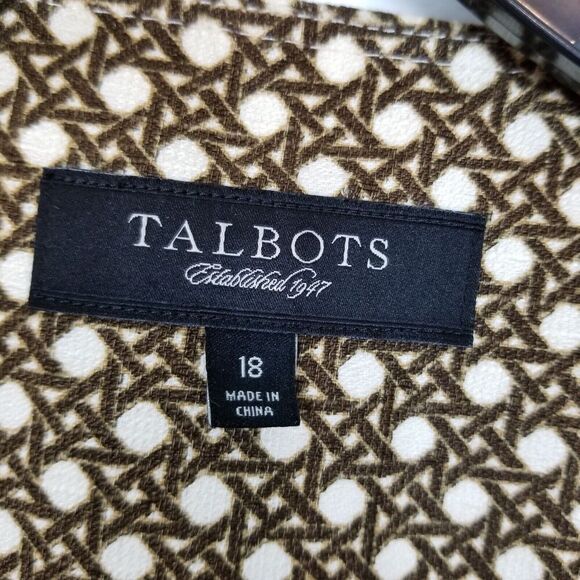 TALBOTS
Established 1947
18
MADE IN
CHINA